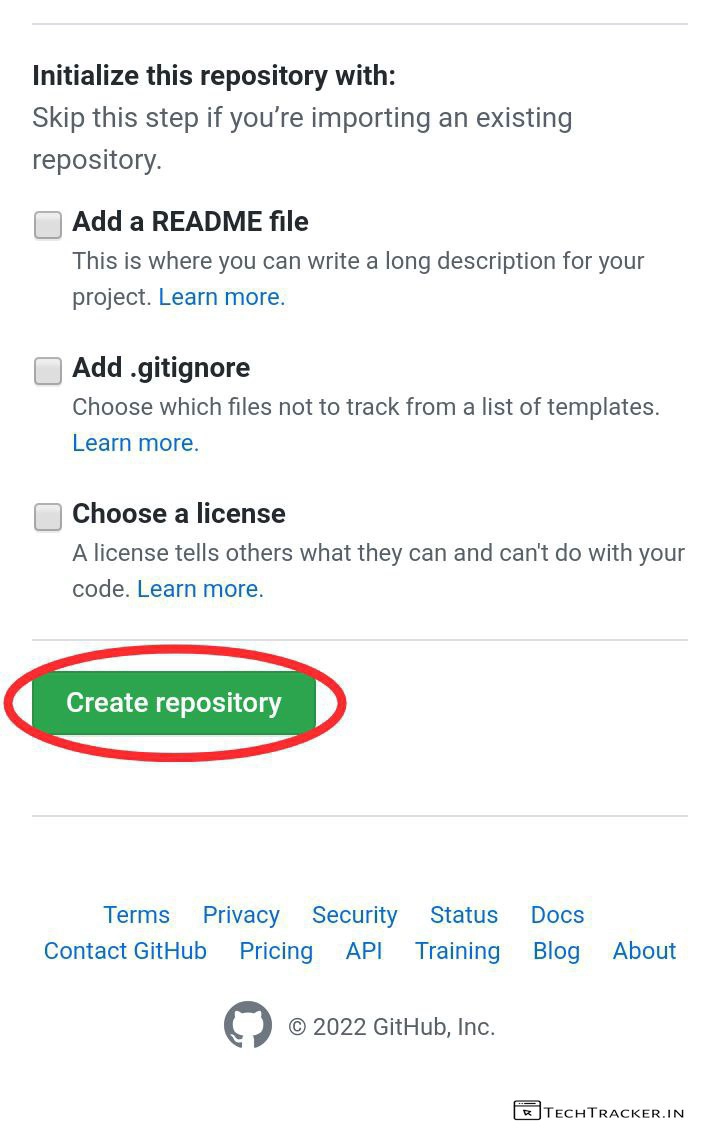 Initialize this repository with:
Skip this step if you’re importing an existing
repository.
Add a README file
This is where you can write a long description for your
project. Learn more.
Add .gitignore
Choose which files not to track from a list of templates.
Learn more.
Choose a license
A license tells others what they can and can't do with your
code. Learn more.
Create repository
Terms Privacy Security Status Docs
Contact GitHub Pricing API Training Blog About
© 2022 GitHub, Inc.
TECHTRACKER.IN